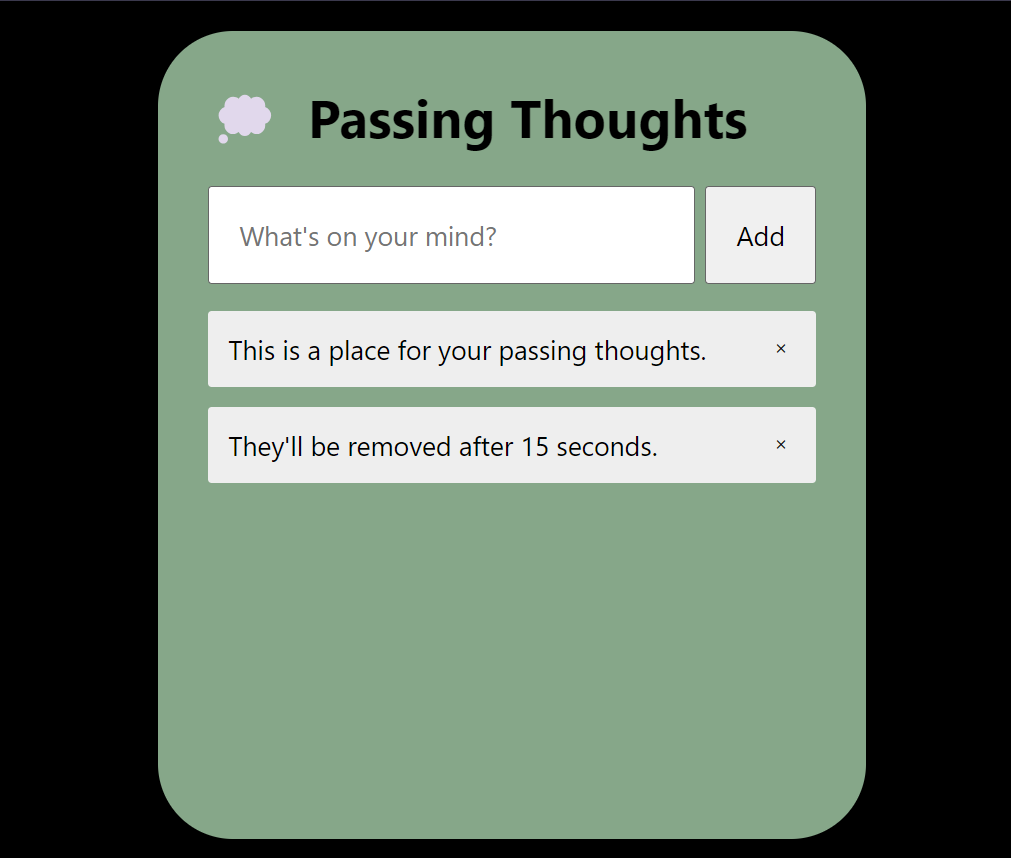 Passing Thoughts
What's on your mind?
Add
This is a place for your passing thoughts. ×
They'll be removed after 15 seconds. ×